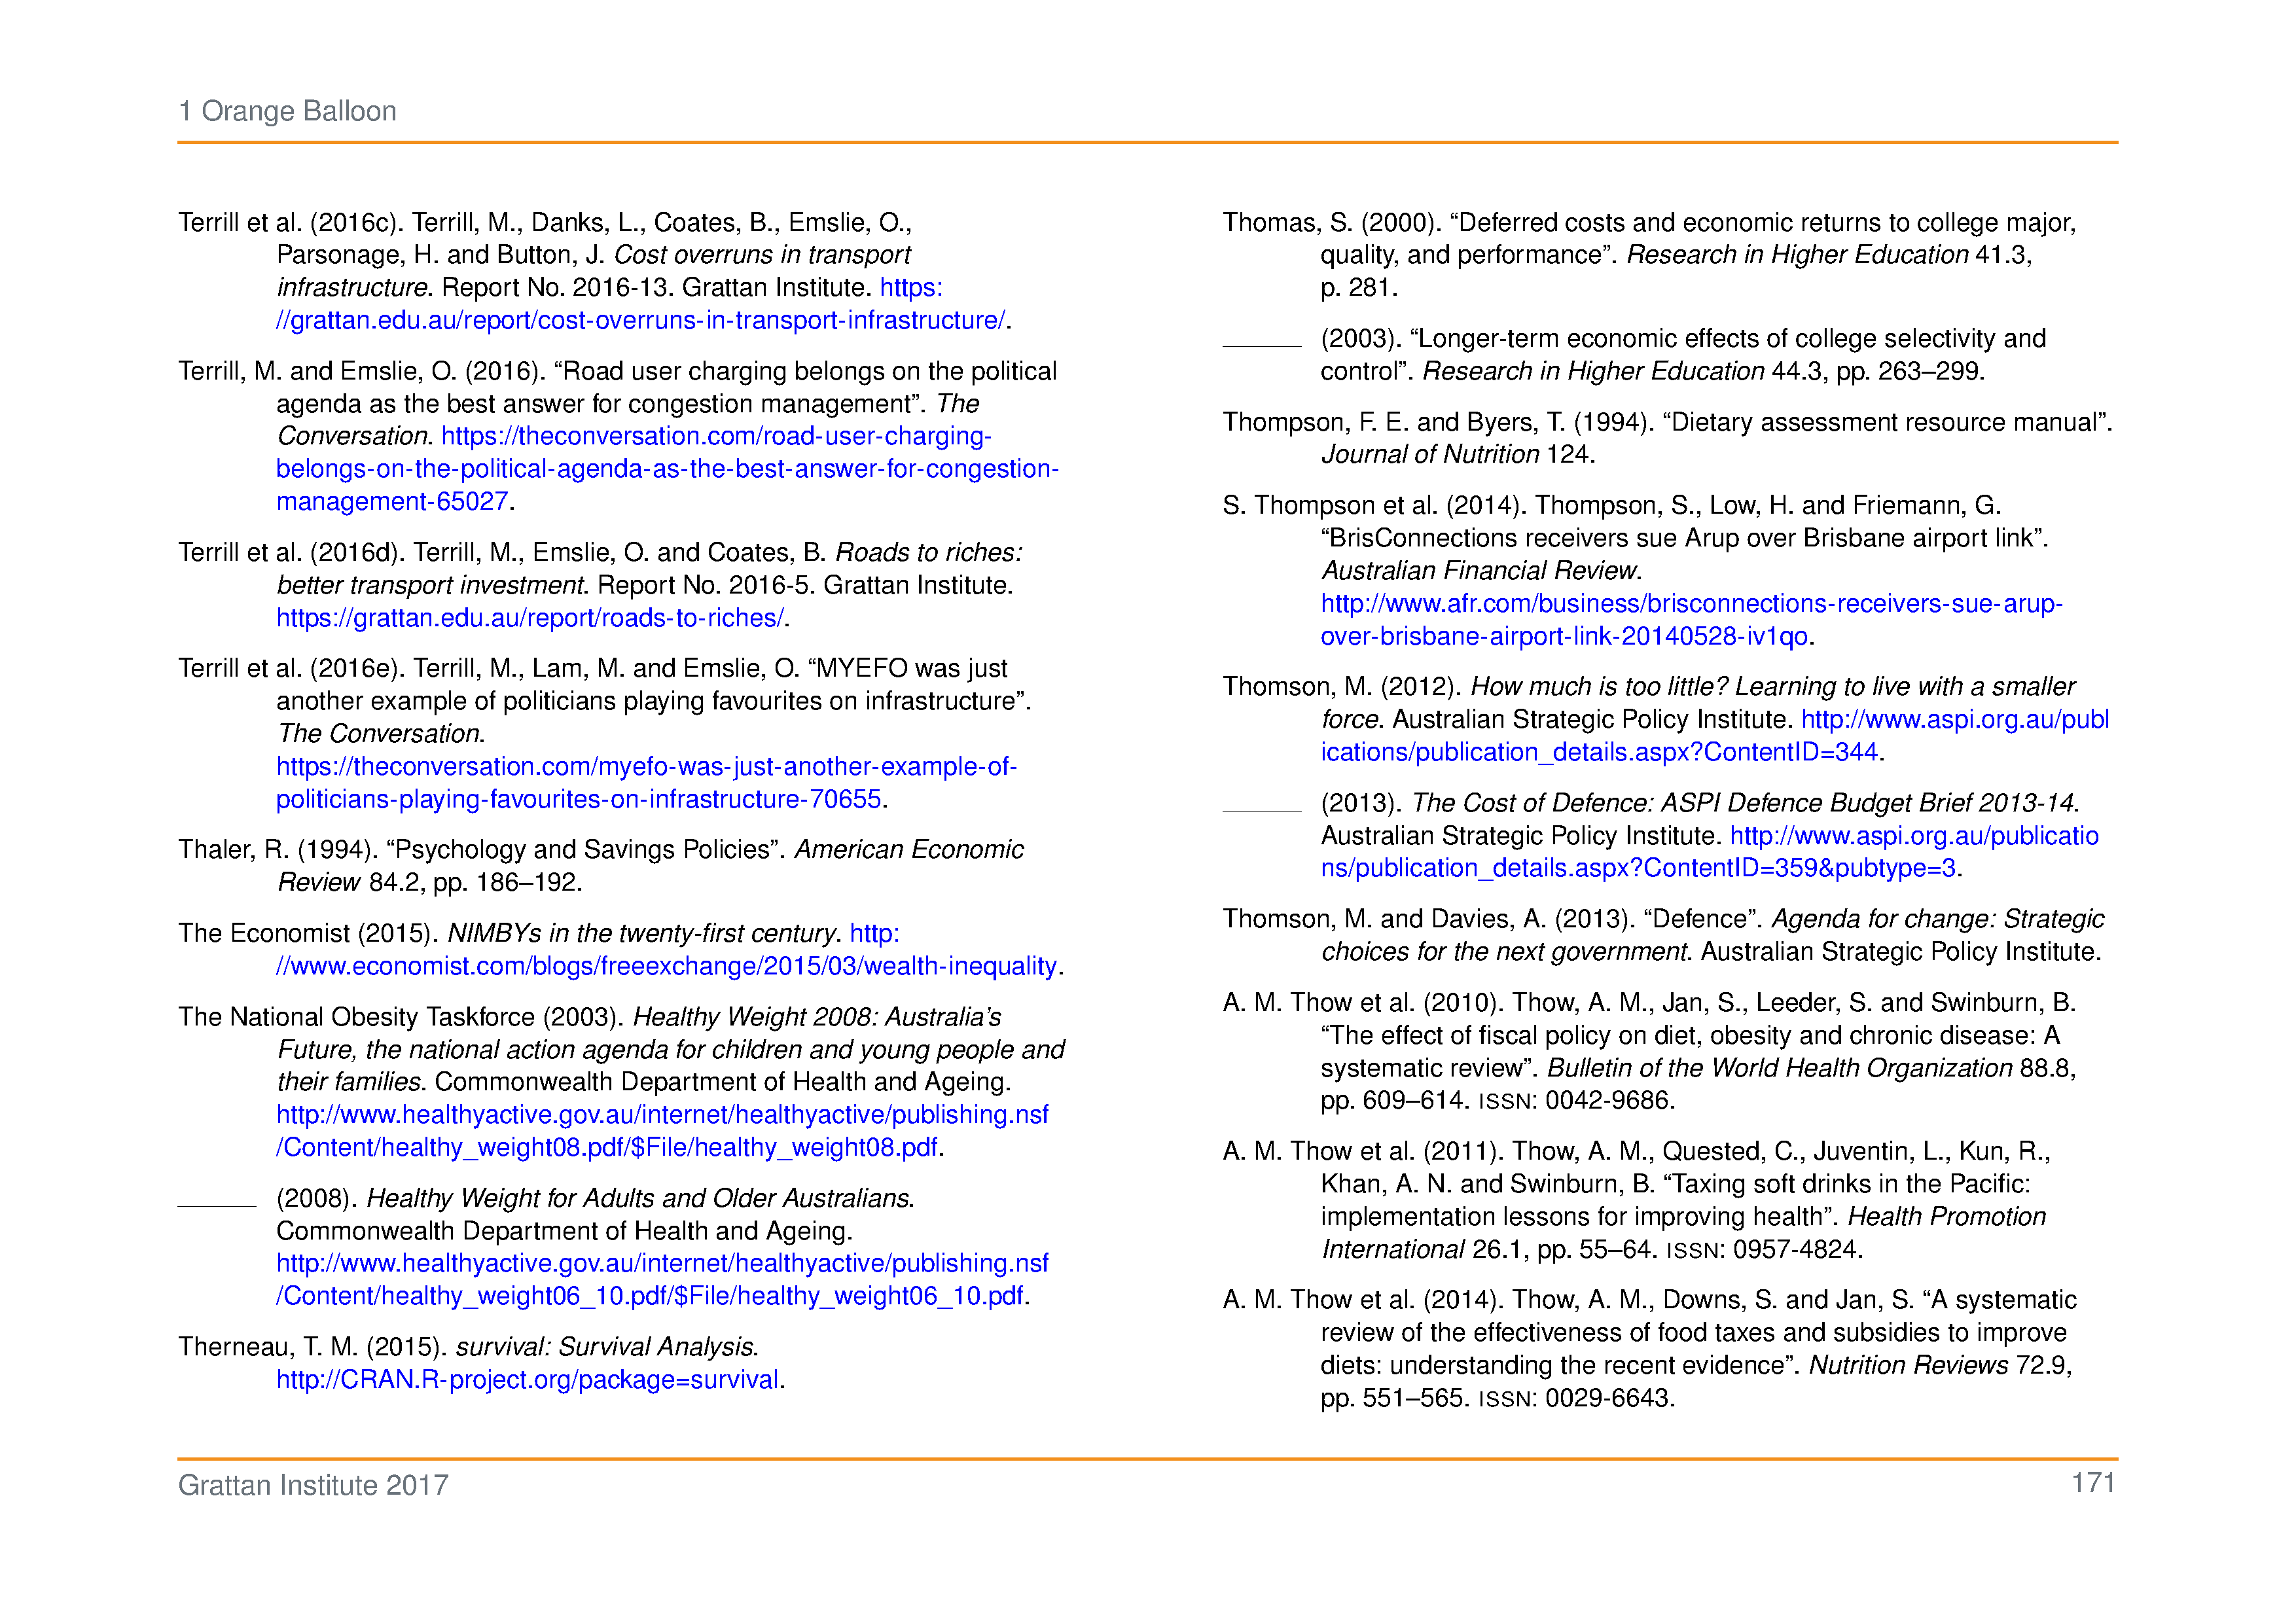 1 Orange Balloon
Terrill et al. (2016c). Terrill, M., Danks, L., Coates, B., Emslie, O.,
Parsonage, H. and Button, J. Cost overruns in transport
infrastructure. Report No. 2016-13. Grattan Institute. https:
//grattan.edu.au/report/cost-overruns-in-transport-infrastructure/.
Terrill, M. and Emslie, O. (2016). “Road user charging belongs on the political
agenda as the best answer for congestion management”. The
Conversation. https://theconversation.com/road-user-charging-
belongs-on-the-political-agenda-as-the-best-answer-for-congestion-
management-65027.
Terrill et al. (2016d). Terrill, M., Emslie, O. and Coates, B. Roads to riches:
better transport investment. Report No. 2016-5. Grattan Institute.
https://grattan.edu.au/report/roads-to-riches/.
Terrill et al. (2016e). Terrill, M., Lam, M. and Emslie, O. “MYEFO was just
another example of politicians playing favourites on infrastructure”.
The Conversation.
https://theconversation.com/myefo-was-just-another-example-of-
politicians-playing-favourites-on-infrastructure-70655.
Thaler, R. (1994). “Psychology and Savings Policies”. American Economic
Review 84.2, pp. 186–192.
The Economist (2015). NIMBYs in the twenty-first century. http:
//www.economist.com/blogs/freeexchange/2015/03/wealth-inequality.
The National Obesity Taskforce (2003). Healthy Weight 2008: Australia’s
Future, the national action agenda for children and young people and
their families. Commonwealth Department of Health and Ageing.
http://www.healthyactive.gov.au/internet/healthyactive/publishing.nsf
/Content/healthy_weight08.pdf/$File/healthy_weight08.pdf.
(2008). Healthy Weight for Adults and Older Australians.
Commonwealth Department of Health and Ageing.
http://www.healthyactive.gov.au/internet/healthyactive/publishing.nsf
/Content/healthy_weight06_10.pdf/$File/healthy_weight06_10.pdf.
Therneau, T. M. (2015). survival: Survival Analysis.
http://CRAN.R-project.org/package=survival.
Thomas, S. (2000). “Deferred costs and economic returns to college major,
quality, and performance”. Research in Higher Education 41.3,
p. 281.
(2003). “Longer-term economic effects of college selectivity and
control”. Research in Higher Education 44.3, pp. 263–299.
Thompson, F. E. and Byers, T. (1994). “Dietary assessment resource manual”.
Journal of Nutrition 124.
S. Thompson et al. (2014). Thompson, S., Low, H. and Friemann, G.
“BrisConnections receivers sue Arup over Brisbane airport link”.
Australian Financial Review.
http://www.afr.com/business/brisconnections-receivers-sue-arup-
over-brisbane-airport-link-20140528-iv1qo.
Thomson, M. (2012). How much is too little? Learning to live with a smaller
force. Australian Strategic Policy Institute. http://www.aspi.org.au/publ
ications/publication_details.aspx?ContentID=344.
(2013). The Cost of Defence: ASPI Defence Budget Brief 2013-14.
Australian Strategic Policy Institute. http://www.aspi.org.au/publicatio
ns/publication_details.aspx?ContentID=359&pubtype=3.
Thomson, M. and Davies, A. (2013). “Defence”. Agenda for change: Strategic
choices for the next government. Australian Strategic Policy Institute.
A. M. Thow et al. (2010). Thow, A. M., Jan, S., Leeder, S. and Swinburn, B.
“The effect of fiscal policy on diet, obesity and chronic disease: A
systematic review”. Bulletin of the World Health Organization 88.8,
pp. 609–614. ISSN: 0042-9686.
A. M. Thow et al. (2011). Thow, A. M., Quested, C., Juventin, L., Kun, R.,
Khan, A. N. and Swinburn, B. “Taxing soft drinks in the Pacific:
implementation lessons for improving health”. Health Promotion
International 26.1, pp. 55–64. ISSN: 0957-4824.
A. M. Thow et al. (2014). Thow, A. M., Downs, S. and Jan, S. “A systematic
review of the effectiveness of food taxes and subsidies to improve
diets: understanding the recent evidence”. Nutrition Reviews 72.9,
pp. 551–565. ISSN: 0029-6643.
Grattan Institute 2017
171